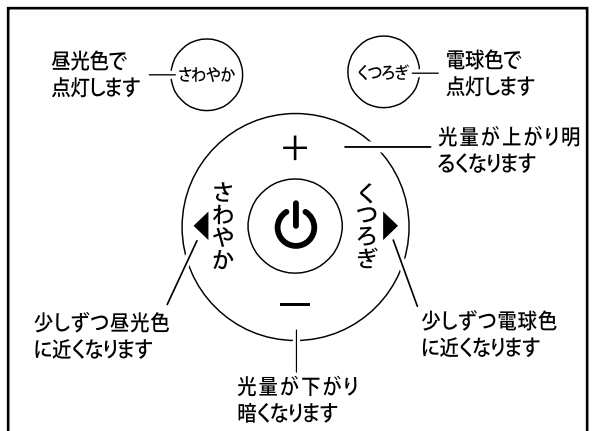 昼光色で
点灯します
さわやか
くつろぎ
電球色で
点灯します
光量が上がり明
るくなります
+
さわやか
くつろぎ
少しずつ昼光色
に近くなります
少しずつ電球色
に近くなります
−
光量が下がり
暗くなります